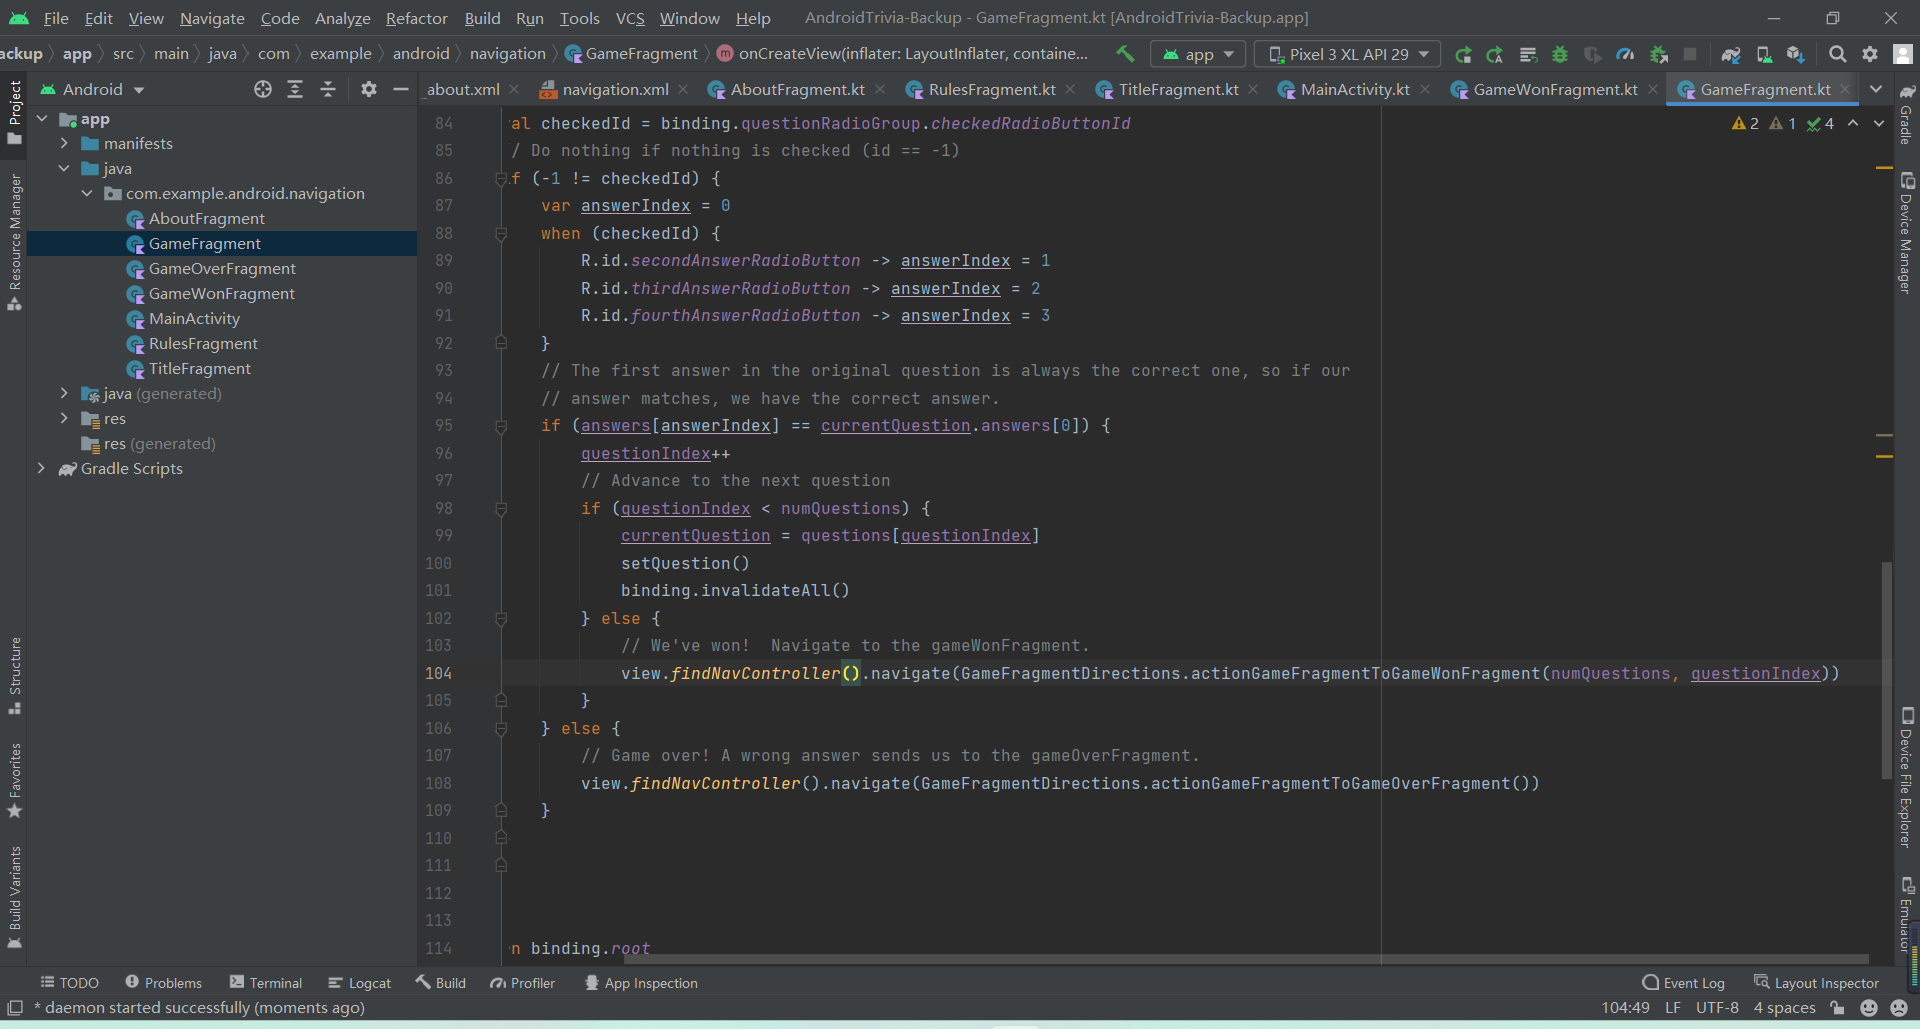 File Edit View Navigate Code Analyze Refactor Build Run Tools VCS Window Help AndroidTrivia-Backup - GameFragment.kt [AndroidTrivia-Backup.app]
ackup app src main java com example android navigation GameFragment m onCreateView(inflater: LayoutInflater, containe... app Pixel 3 XL API 29
Android
_about.xml navigation.xml AboutFragment.kt RulesFragment.kt TitleFragment.kt MainActivity.kt GameWonFragment.kt GameFragment.kt
Project
Resource Manager
Structure
Favorites
Build Variants
app
manifests
java
com.example.android.navigation
AboutFragment
GameFragment
GameOverFragment
GameWonFragment
MainActivity
RulesFragment
TitleFragment
java (generated)
res
res (generated)
Gradle Scripts
2 1 4
84 al checkedId = binding.questionRadioGroup.checkedRadioButtonId
85 / Do nothing if nothing is checked (id == -1)
86 f (-1 != checkedId) {
87 var answerIndex = 0
88 when (checkedId) {
89 R.id.secondAnswerRadioButton -> answerIndex = 1
90 R.id.thirdAnswerRadioButton -> answerIndex = 2
91 R.id.fourthAnswerRadioButton -> answerIndex = 3
92 }
93 // The first answer in the original question is always the correct one, so if our
94 // answer matches, we have the correct answer.
95 if (answers[answerIndex] == currentQuestion.answers[0]) {
96 questionIndex++
97 // Advance to the next question
98 if (questionIndex < numQuestions) {
99 currentQuestion = questions[questionIndex]
100 setQuestion()
101 binding.invalidateAll()
102 } else {
103 // We've won!  Navigate to the gameWonFragment.
104 view.findNavController().navigate(GameFragmentDirections.actionGameFragmentToGameWonFragment(numQuestions, questionIndex))
105 }
106 } else {
107 // Game over! A wrong answer sends us to the gameOverFragment.
108 view.findNavController().navigate(GameFragmentDirections.actionGameFragmentToGameOverFragment())
109 }
110
111
112
113
114 n binding.root
Gradle
Device Manager
Device File Explorer
Emulator
TODO Problems Terminal Logcat Build Profiler App Inspection Event Log Layout Inspector
* daemon started successfully (moments ago) 104:49 LF UTF-8 4 spaces